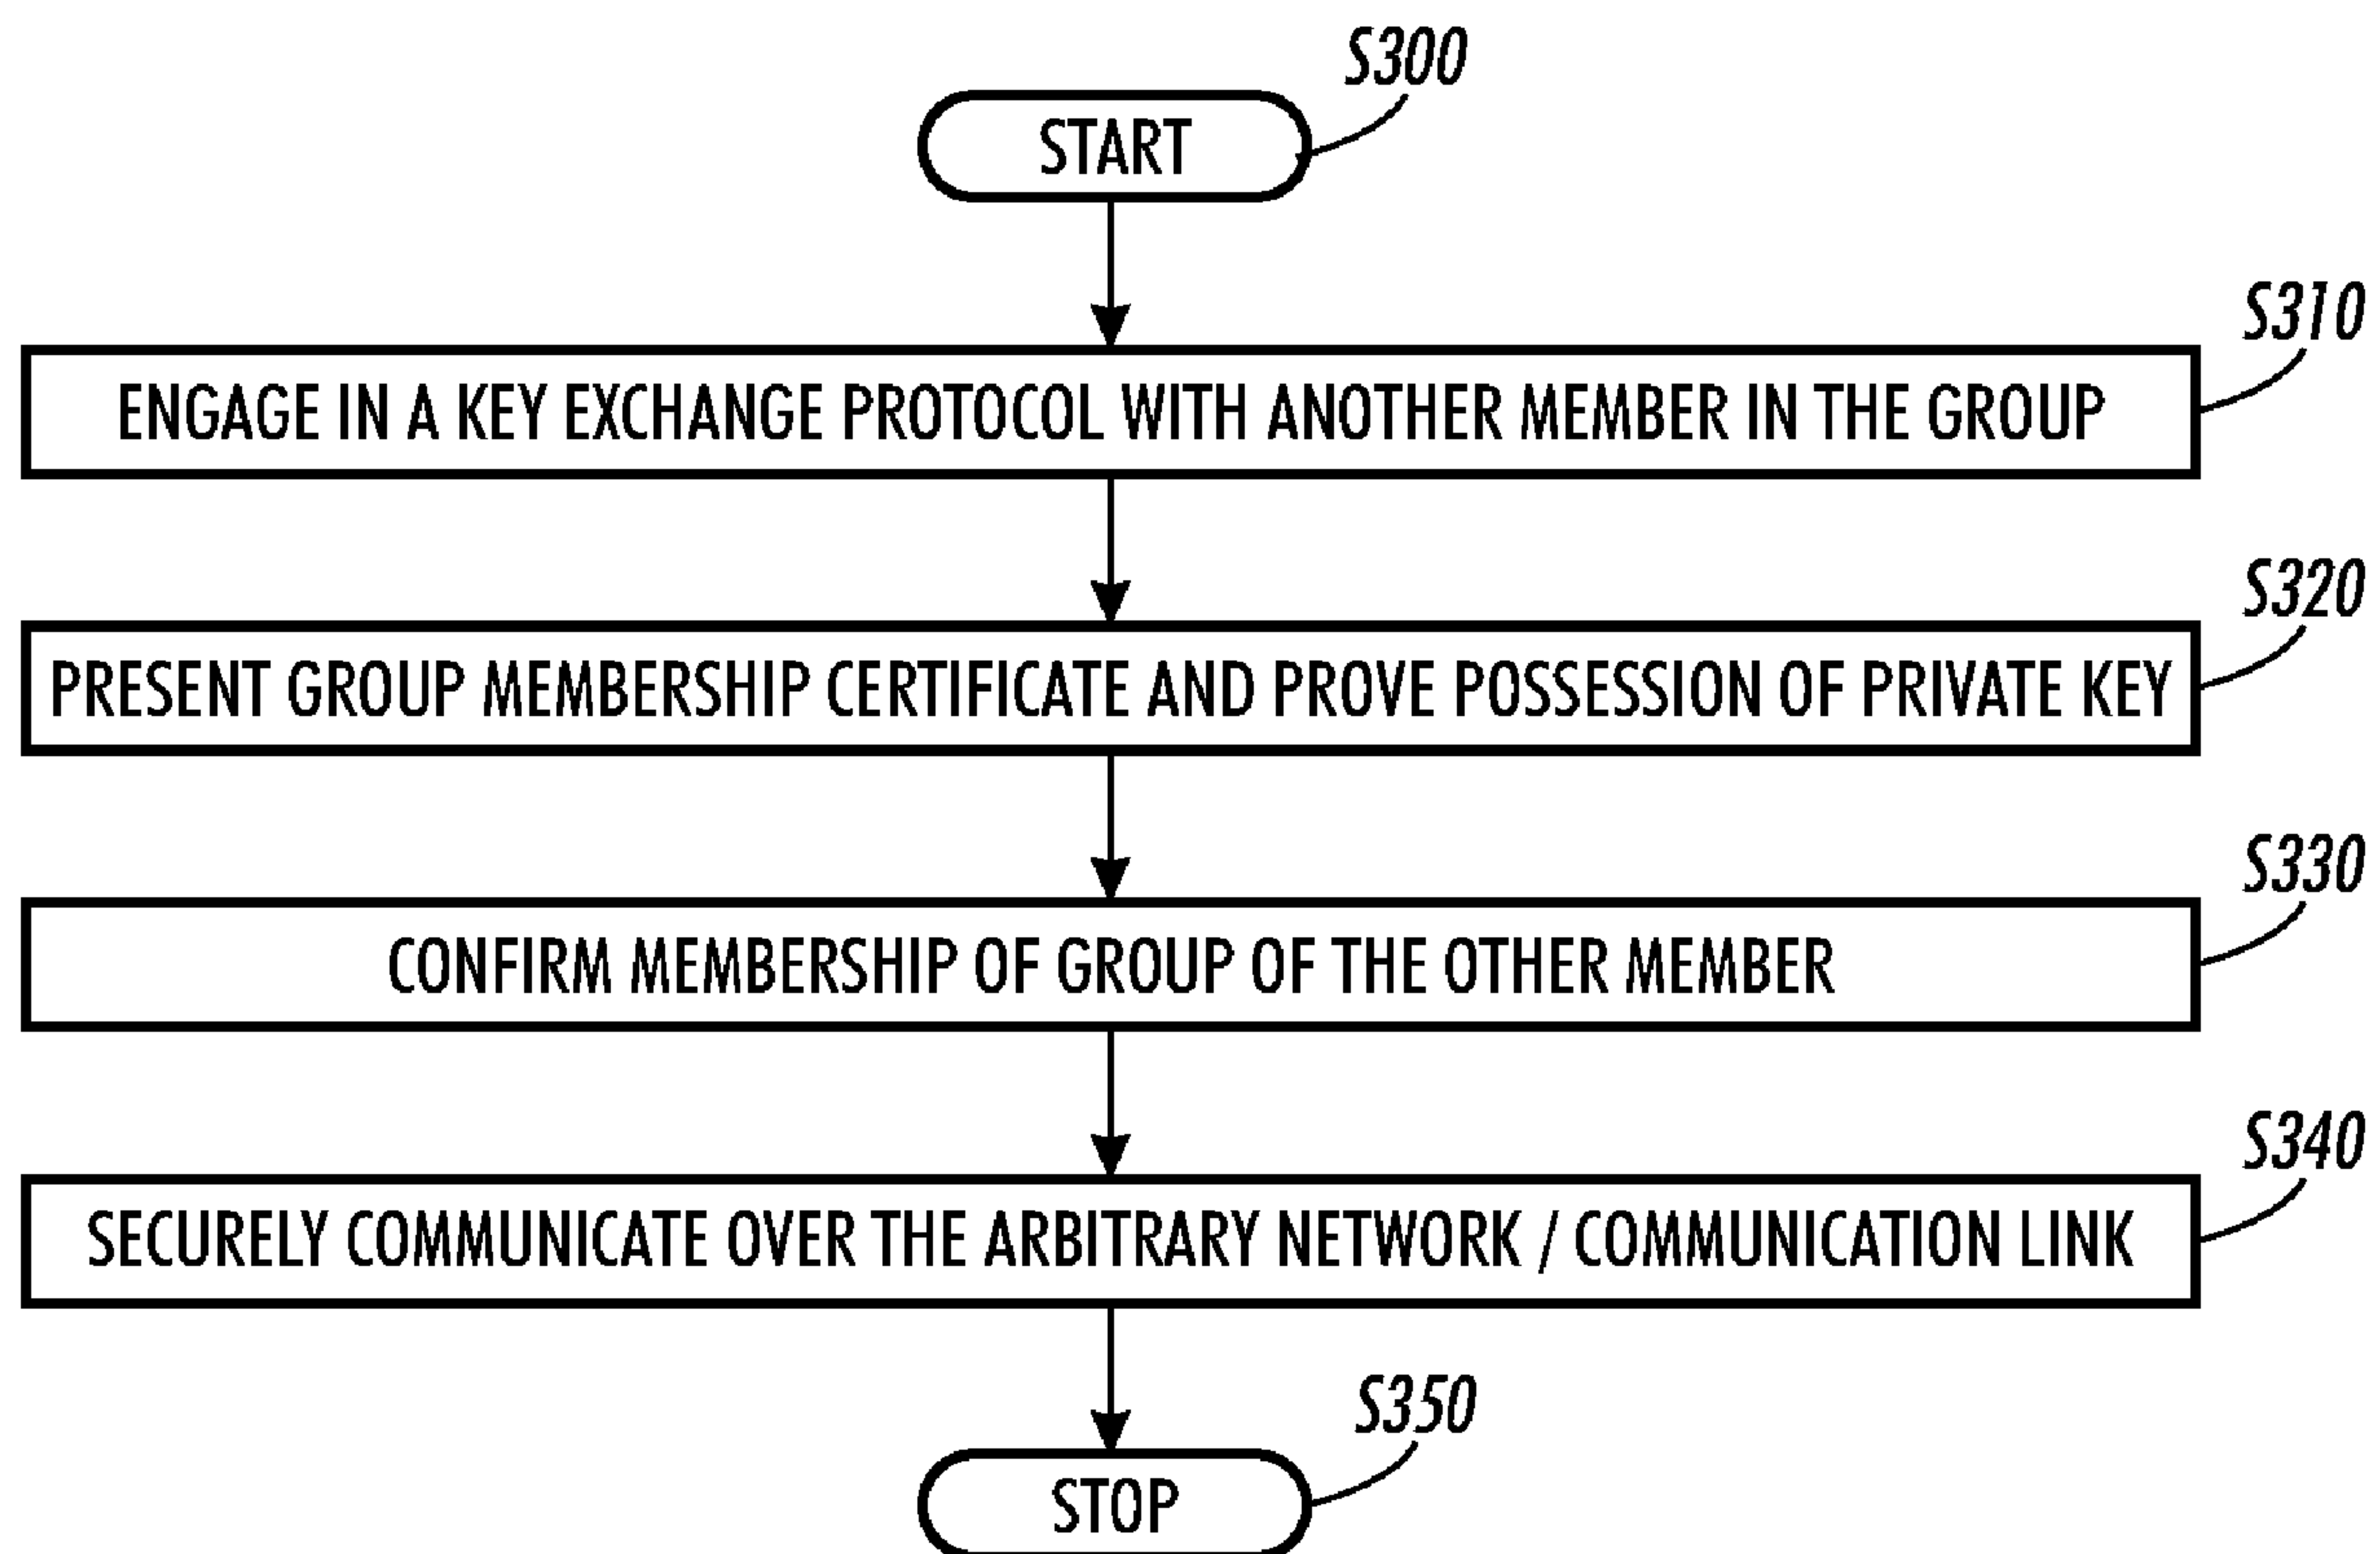 S300
START
S310
ENGAGE IN A KEY EXCHANGE PROTOCOL WITH ANOTHER MEMBER IN THE GROUP
S320
PRESENT GROUP MEMBERSHIP CERTIFICATE AND PROVE POSSESSION OF PRIVATE KEY
S330
CONFIRM MEMBERSHIP OF GROUP OF THE OTHER MEMBER
S340
SECURELY COMMUNICATE OVER THE ARBITRARY NETWORK / COMMUNICATION LINK
S350
STOP